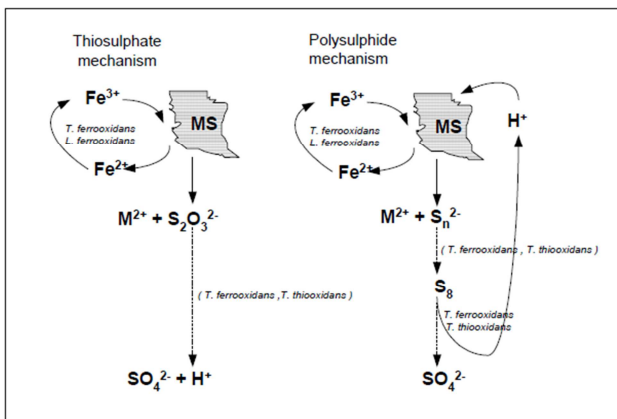 Thiosulphate
mechanism
Fe³⁺
MS
T. ferrooxidans
L. ferrooxidans
Fe²⁺
M²⁺ + S₂O₃²⁻
( T. ferrooxidans ,T. thiooxidans )
SO₄²⁻ + H⁺
Polysulphide
mechanism
Fe³⁺
MS
H⁺
T. ferrooxidans
L. ferrooxidans
Fe²⁺
M²⁺ + Sₙ²⁻
( T. ferrooxidans , T. thiooxidans )
S₈
T. ferrooxidans
T. thiooxidans
SO₄²⁻